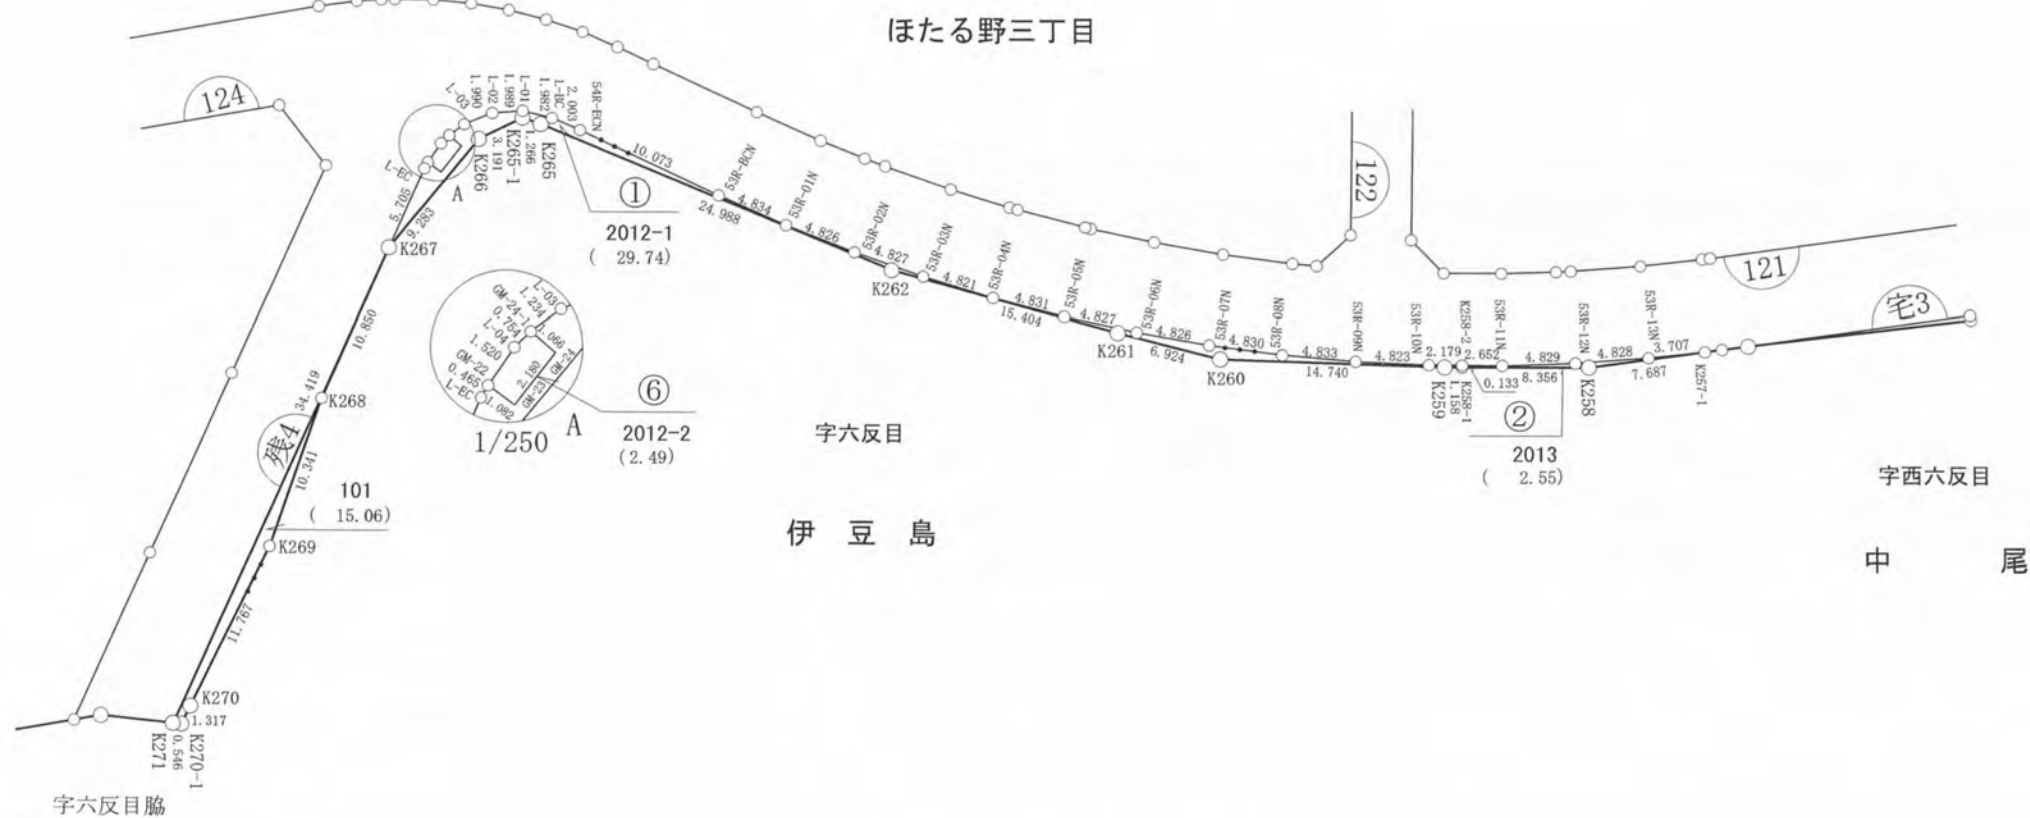 ほたる野三丁目
124
L-03
1.990
L-02
1.989
L-01
1.982
L-BC
2.003
54R-ECN
10.073
53R-BCN
4.834
53R-01N
4.826
53R-02N
4.827
53R-03N
4.821
53R-04N
4.831
53R-05N
4.827
53R-06N
4.826
53R-07N
4.830
53R-08N
4.833
53R-09N
4.823
53R-10N
2.179
K258-2
2.652
53R-11N
4.829
53R-12N
4.828
53R-13N
3.707
K257-1
122
121
宅3
L-EC
5.705
9.283
A
K266
3.191
K265-1
1.266
K265
24.988
K262
15.404
K261
6.924
K260
14.740
K259
1.158
K258-1
0.133
8.356
K258
7.687
①
2012-1
( 29.74)
②
2013
( 2.55)
K267
10.850
34.419
K268
残4
10.341
101
( 15.06)
K269
11.767
K270
1.317
K271
0.546
K270-1
L-03
1.234
GM-24-1
0.754
L-04
1.520
GM-22
0.465
L-EC
1.066
GM-24
2.180
GM-23
1.082
A
1/250
⑥
2012-2
(2.49)
字六反目
字西六反目
伊豆島
中尾
字六反目脇